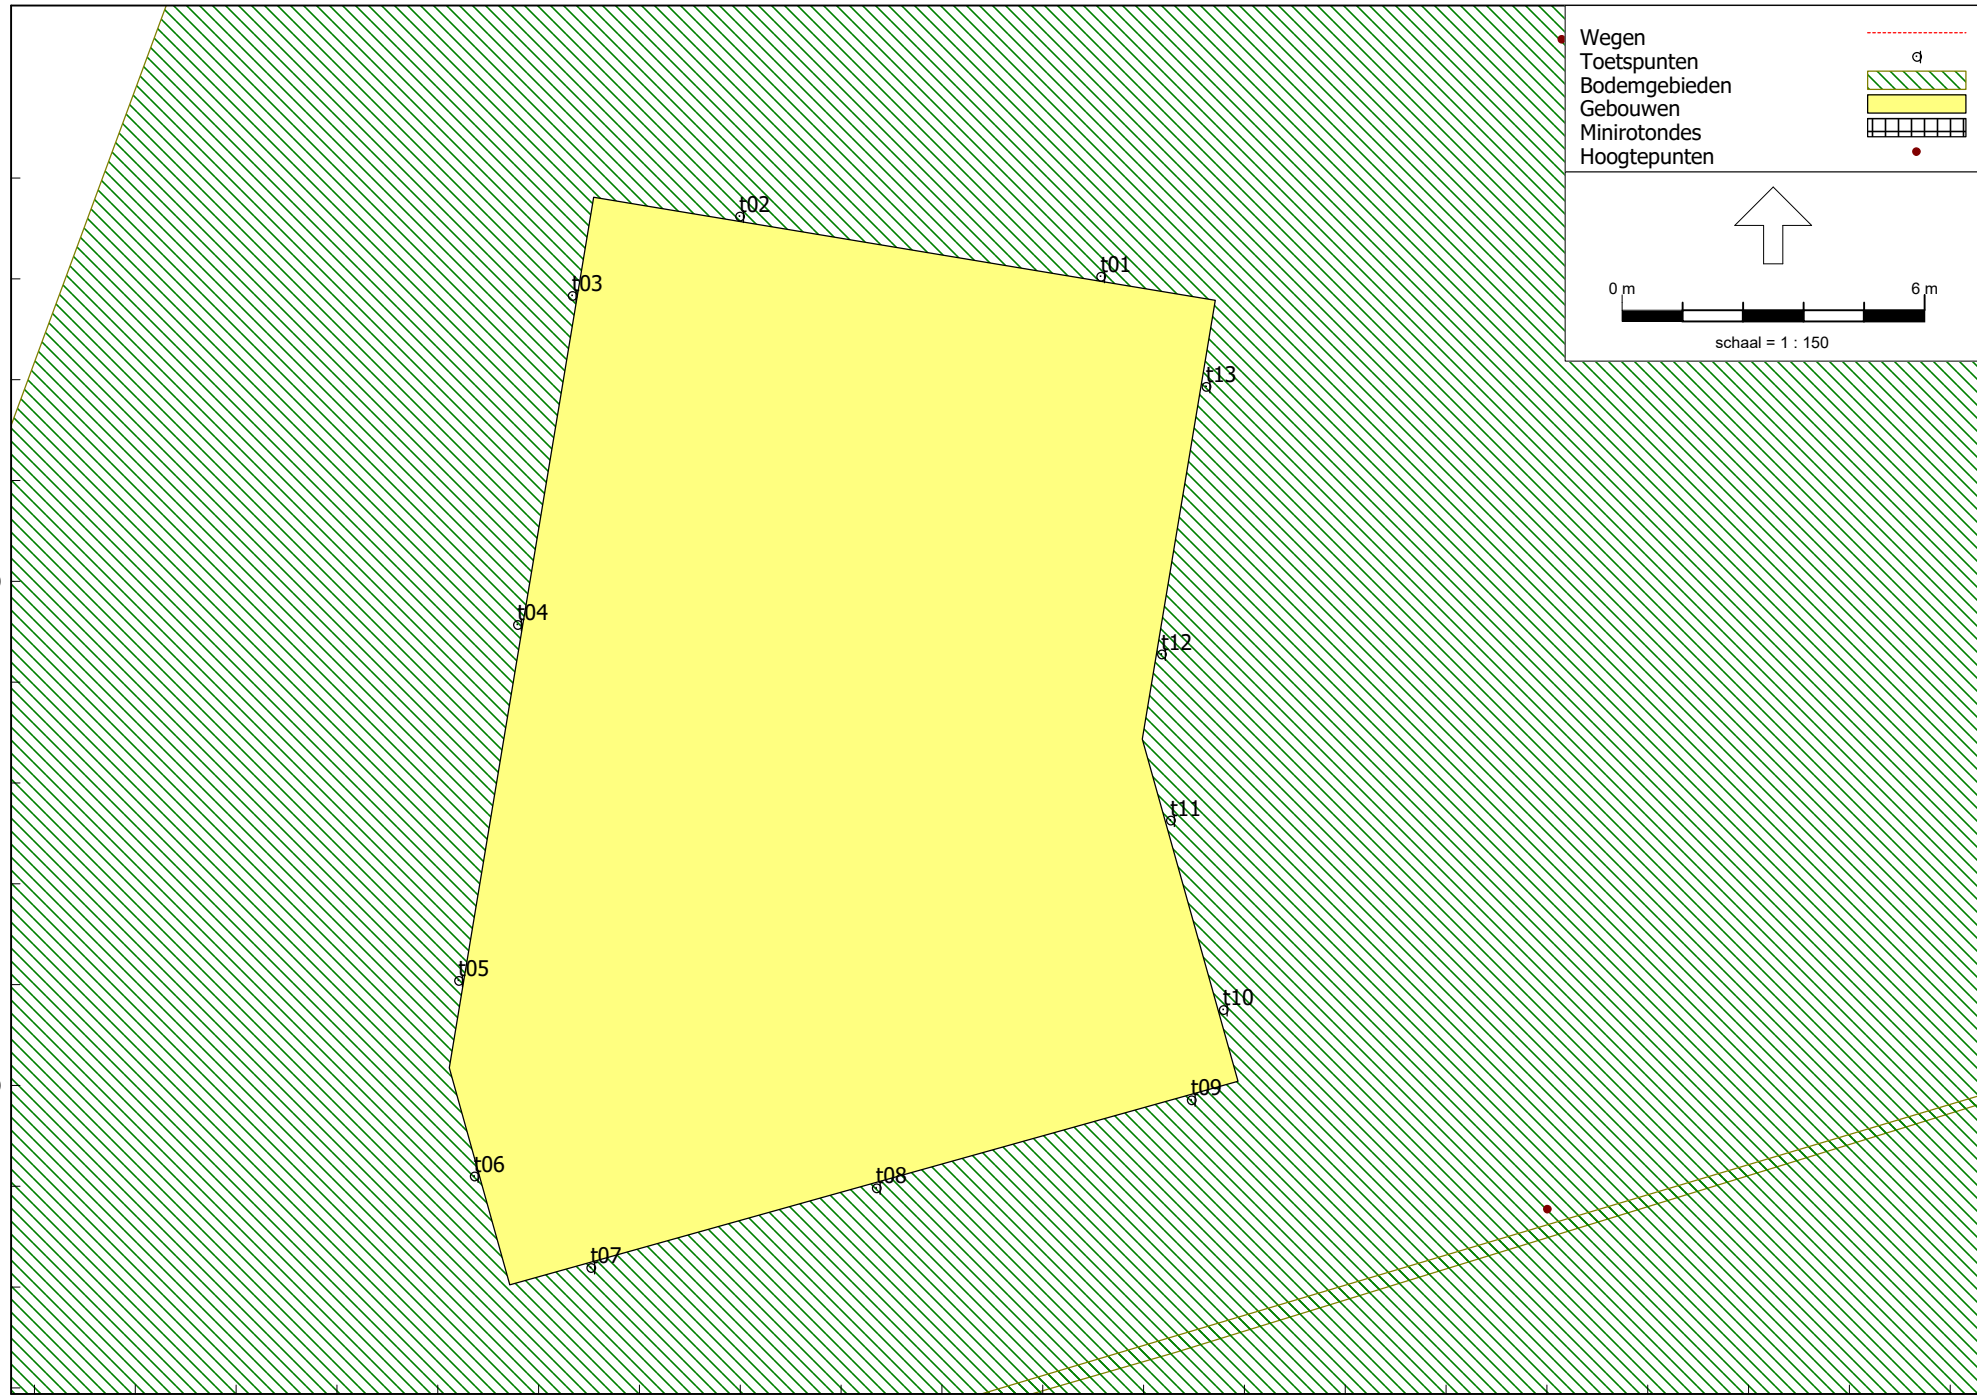 Wegen
Toetspunten
Bodemgebieden
Gebouwen
Minirotondes
Hoogtepunten
0 m 6 m
schaal = 1 : 150
t02
t01
t03
t13
t04
t12
t11
t05
t10
t09
t06
t08
t07